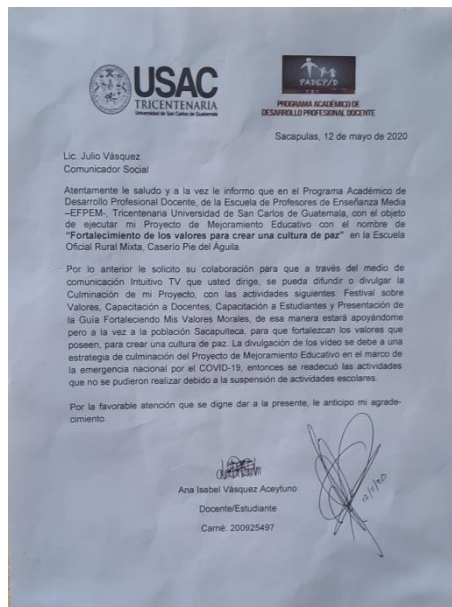 USAC
TRICENTENARIA
Universidad de San Carlos de Guatemala
PADEP/D
PROGRAMA ACADÉMICO DE
DESARROLLO PROFESIONAL DOCENTE
Sacapulas, 12 de mayo de 2020
Lic. Julio Vásquez
Comunicador Social
Atentamente le saludo y a la vez le informo que en el Programa Académico de
Desarrollo Profesional Docente, de la Escuela de Profesores de Enseñanza Media
–EFPEM-, Tricentenaria Universidad de San Carlos de Guatemala, con el objeto
de ejecutar mi Proyecto de Mejoramiento Educativo con el nombre de
“Fortalecimiento de los valores para crear una cultura de paz” en la Escuela
Oficial Rural Mixta, Caserío Pie del Águila.
Por lo anterior le solicito su colaboración para que a través del medio de
comunicación Intuitivo TV que usted dirige, se pueda difundir o divulgar la
Culminación de mi Proyecto, con las actividades siguientes: Festival sobre
Valores, Capacitación a Docentes, Capacitación a Estudiantes y Presentación de
la Guía Fortaleciendo Mis Valores Morales, de esa manera estará apoyándome
pero a la vez a la población Sacapulteca, para que fortalezcan los valores que
poseen, para crear una cultura de paz. La divulgación de los vídeo se debe a una
estrategia de culminación del Proyecto de Mejoramiento Educativo en el marco de
la emergencia nacional por el COVID-19, entonces se readecuó las actividades
que no se pudieron realizar debido a la suspensión de actividades escolares.
Por la favorable atención que se digne dar a la presente, le anticipo mi agrade-
cimiento.
Ana Isabel Vásquez Aceytuno
Docente/Estudiante
Carné: 200925497